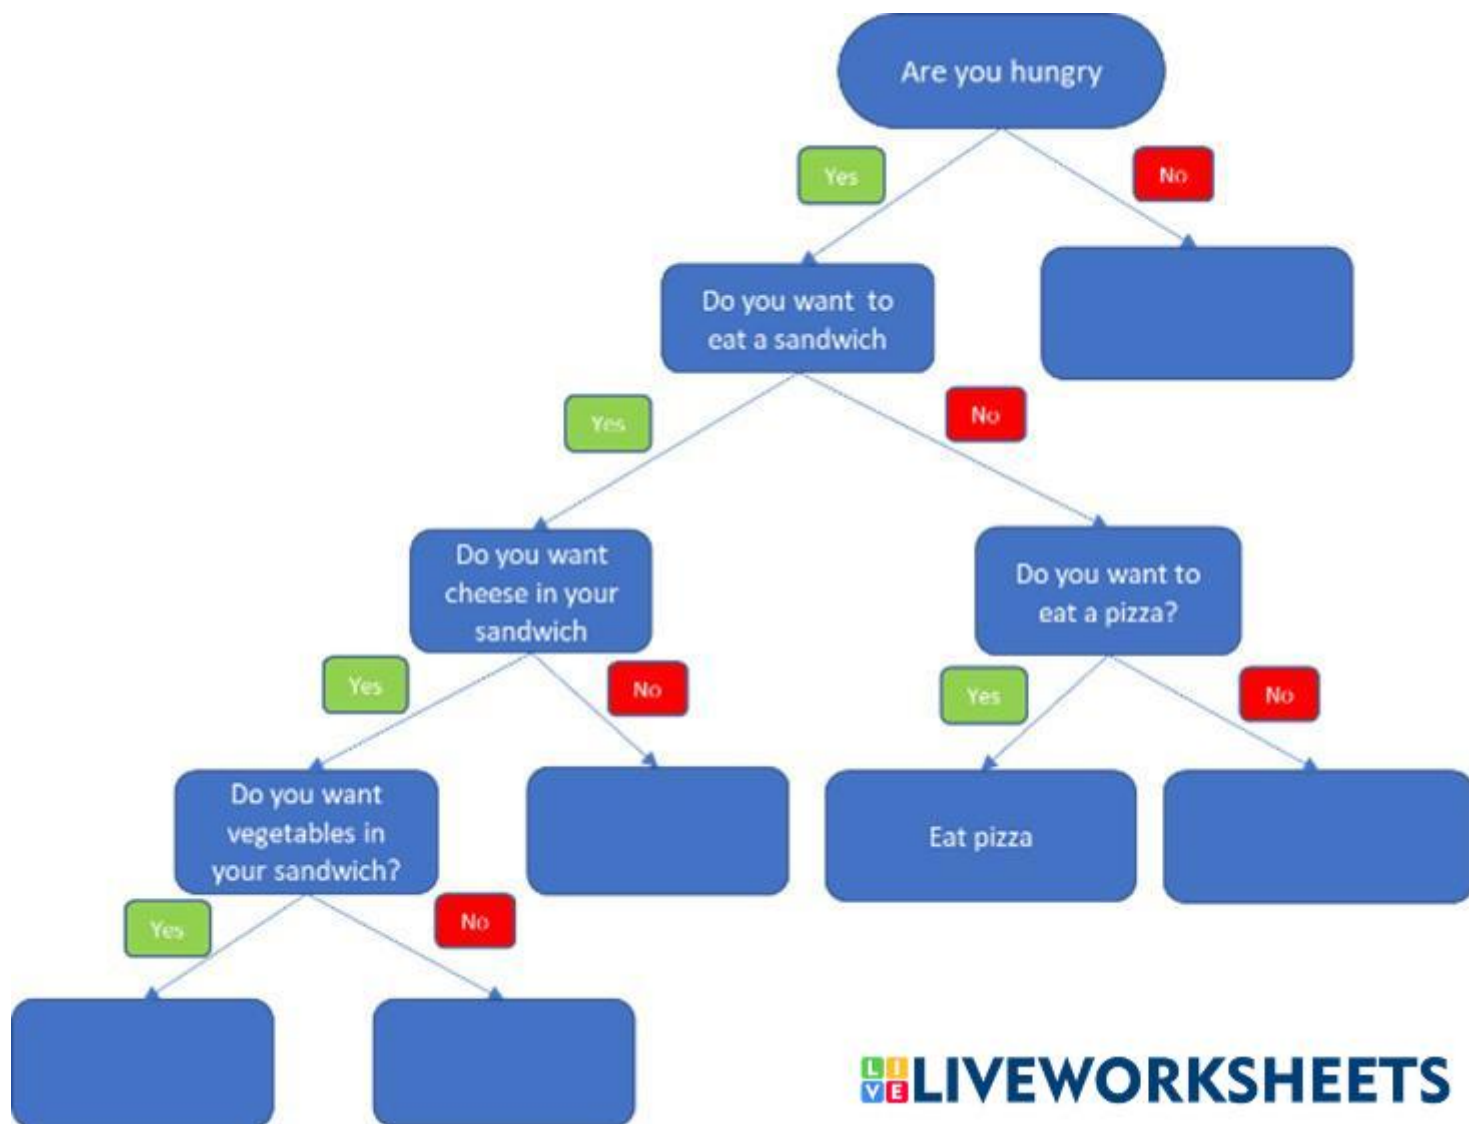 Are you hungry
Yes
No
Do you want  to
eat a sandwich
Yes
No
Do you want
cheese in your
sandwich
Do you want to
eat a pizza?
Yes
No
Yes
No
Do you want
vegetables in
your sandwich?
Eat pizza
Yes
No
LIVE LIVEWORKSHEETS